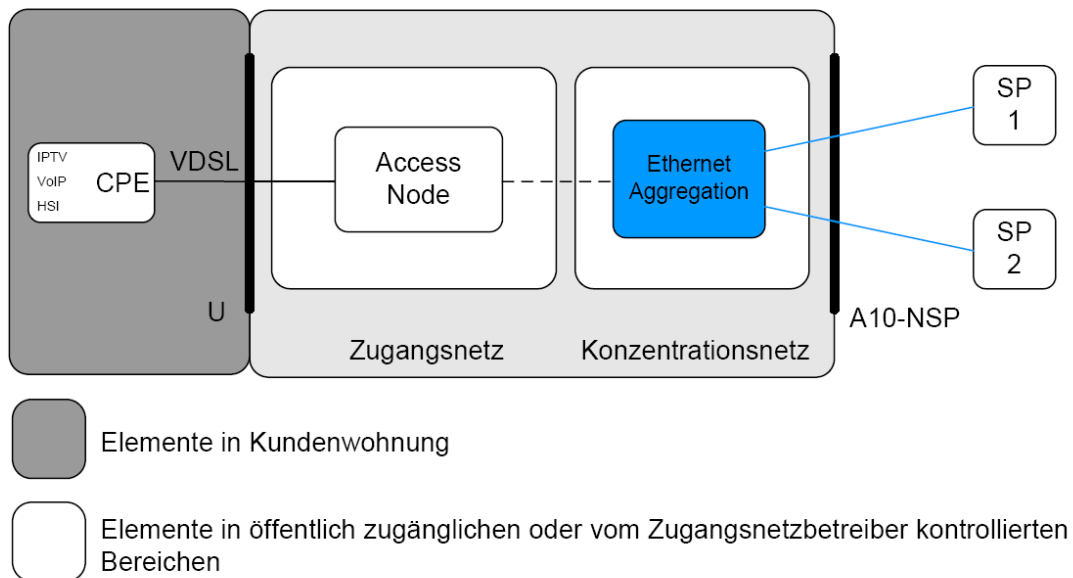 IPTV
VoIP
HSI
CPE
VDSL
U
Access
Node
Zugangsnetz
Ethernet
Aggregation
Konzentrationsnetz
SP
1
SP
2
A10-NSP
Elemente in Kundenwohnung
Elemente in öffentlich zugänglichen oder vom Zugangsnetzbetreiber kontrollierten
Bereichen